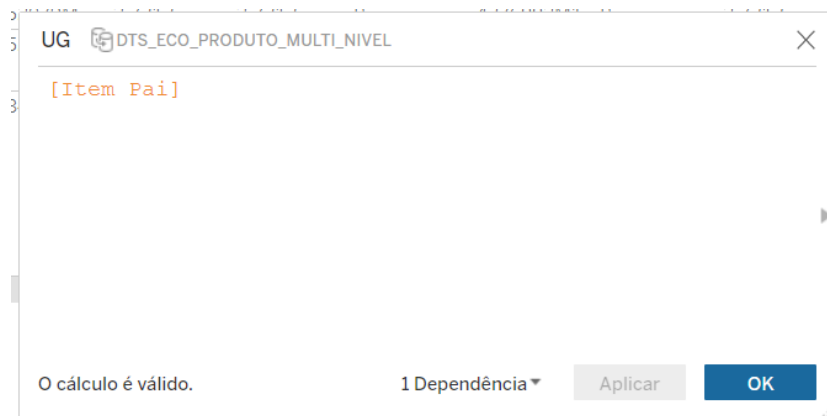 UG DTS_ECO_PRODUTO_MULTI_NIVEL
[Item Pai]
O cálculo é válido. 1 Dependência Aplicar OK